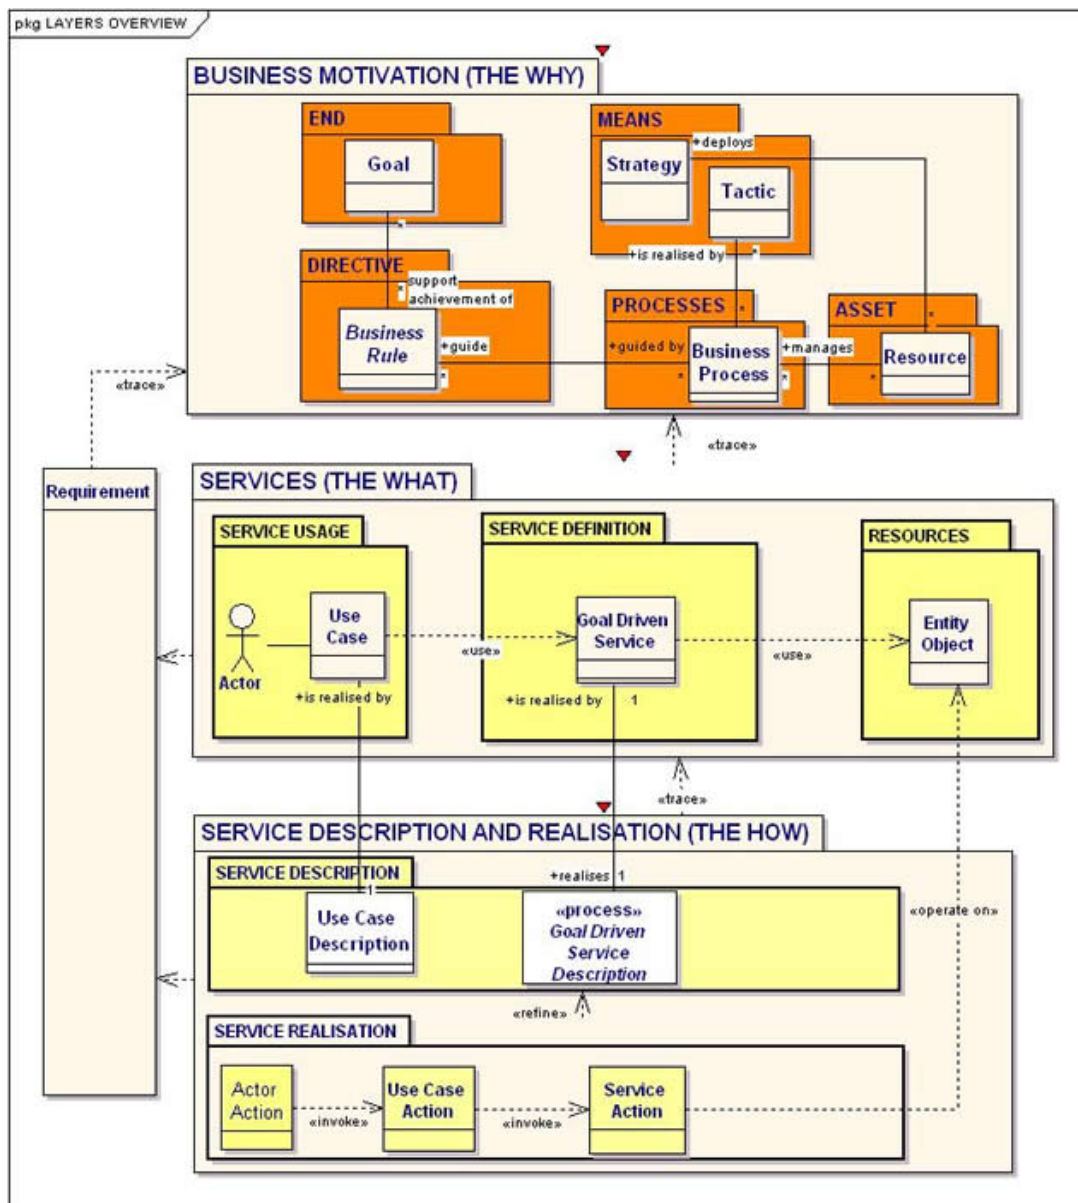 pkg LAYERS OVERVIEW
BUSINESS MOTIVATION (THE WHY)
END
Goal
*
MEANS
Strategy
+deploys
Tactic
+is realised by
*
DIRECTIVE
*
support
achievement of
Business
Rule
+guide
*
PROCESSES
*
+guided by
*
Business
Process
+manages
*
ASSET
*
Resource
*
«trace»
«trace»
Requirement
SERVICES (THE WHAT)
SERVICE USAGE
Use
Case
Actor
+is realised by
«use»
SERVICE DEFINITION
Goal Driven
Service
+is realised by
1
«use»
RESOURCES
Entity
Object
«trace»
SERVICE DESCRIPTION AND REALISATION (THE HOW)
SERVICE DESCRIPTION
1
Use Case
Description
+realises 1
«process»
Goal Driven
Service
Description
«operate on»
«refine»
SERVICE REALISATION
Actor
Action
«invoke»
Use Case
Action
«invoke»
Service
Action